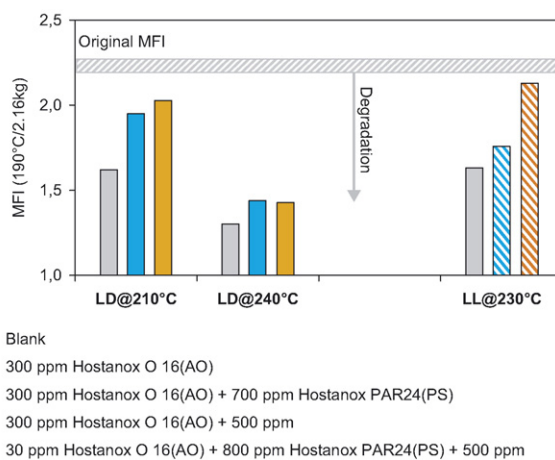 2,5
Original MFI
2,0
Degradation
MFI (190°C/2.16kg)
1,5
1,0
LD@210°C LD@240°C LL@230°C
Blank
300 ppm Hostanox O 16(AO)
300 ppm Hostanox O 16(AO) + 700 ppm Hostanox PAR24(PS)
300 ppm Hostanox O 16(AO) + 500 ppm
30 ppm Hostanox O 16(AO) + 800 ppm Hostanox PAR24(PS) + 500 ppm